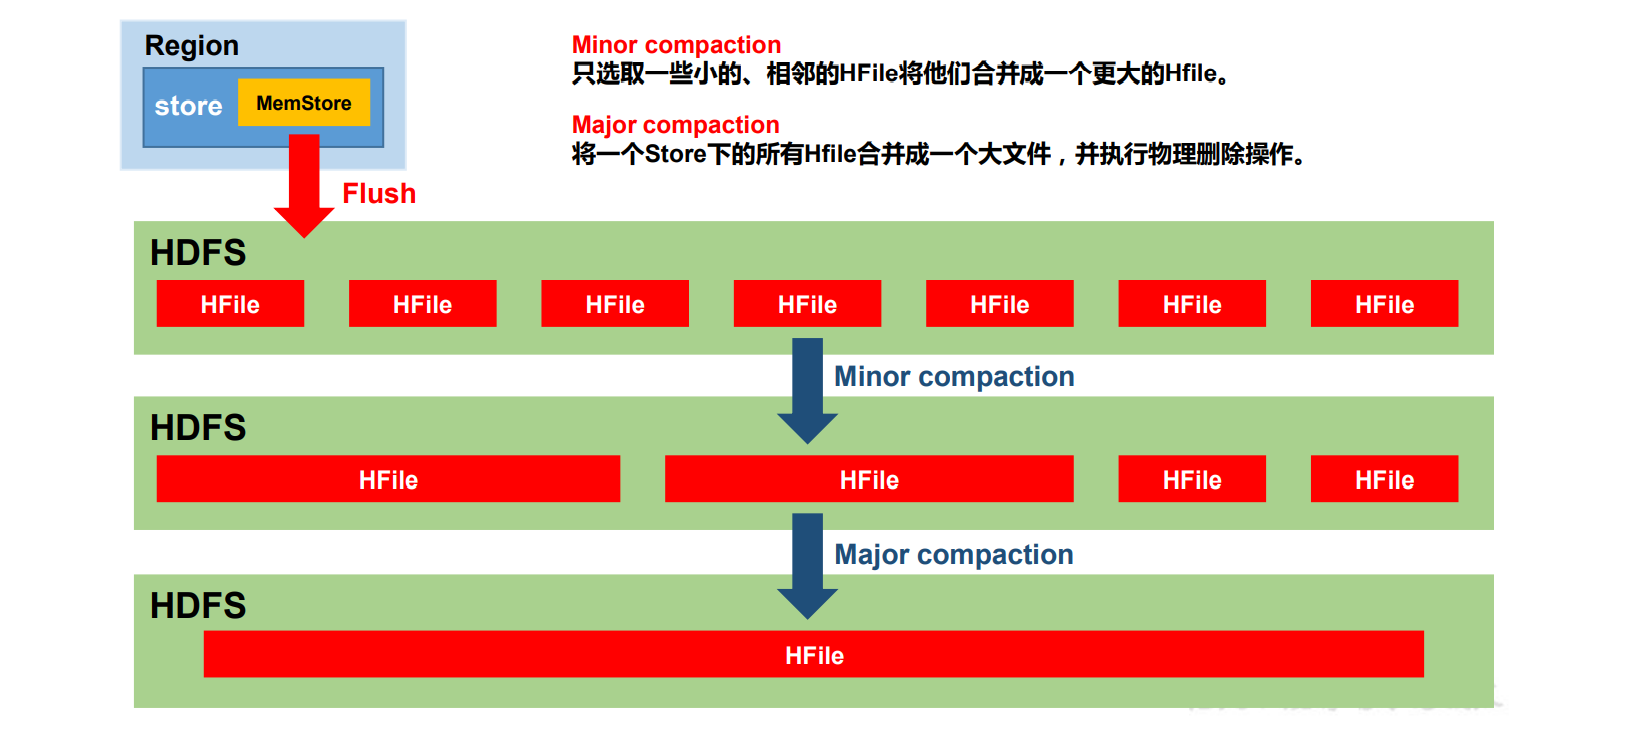 Region
store
MemStore
Flush
Minor compaction
只选取一些小的、相邻的HFile将他们合并成一个更大的Hfile。
Major compaction
将一个Store下的所有Hfile合并成一个大文件，并执行物理删除操作。
HDFS
HFile HFile HFile HFile HFile HFile HFile
Minor compaction
HDFS
HFile HFile HFile HFile
Major compaction
HDFS
HFile